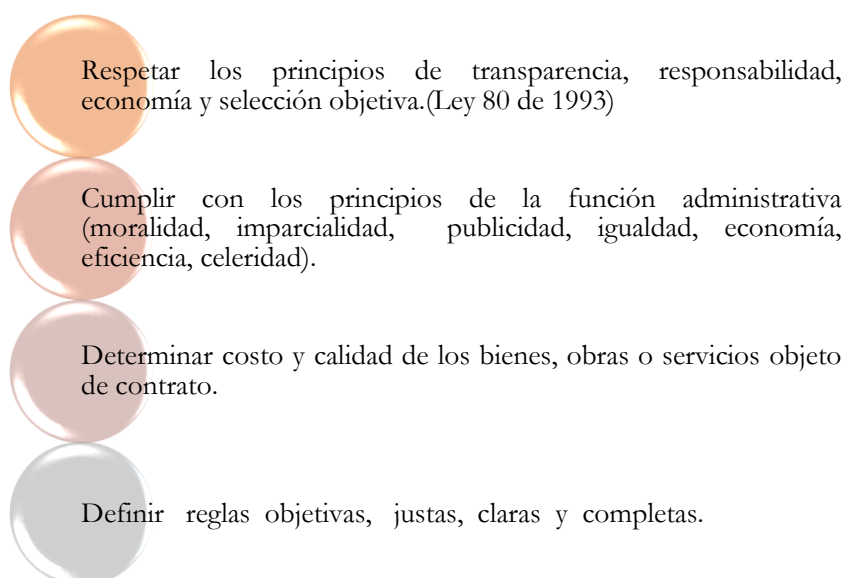 Respetar los principios de transparencia, responsabilidad,
economía y selección objetiva.(Ley 80 de 1993)
Cumplir con los principios de la función administrativa
(moralidad, imparcialidad, publicidad, igualdad, economía,
eficiencia, celeridad).
Determinar costo y calidad de los bienes, obras o servicios objeto
de contrato.
Definir reglas objetivas, justas, claras y completas.